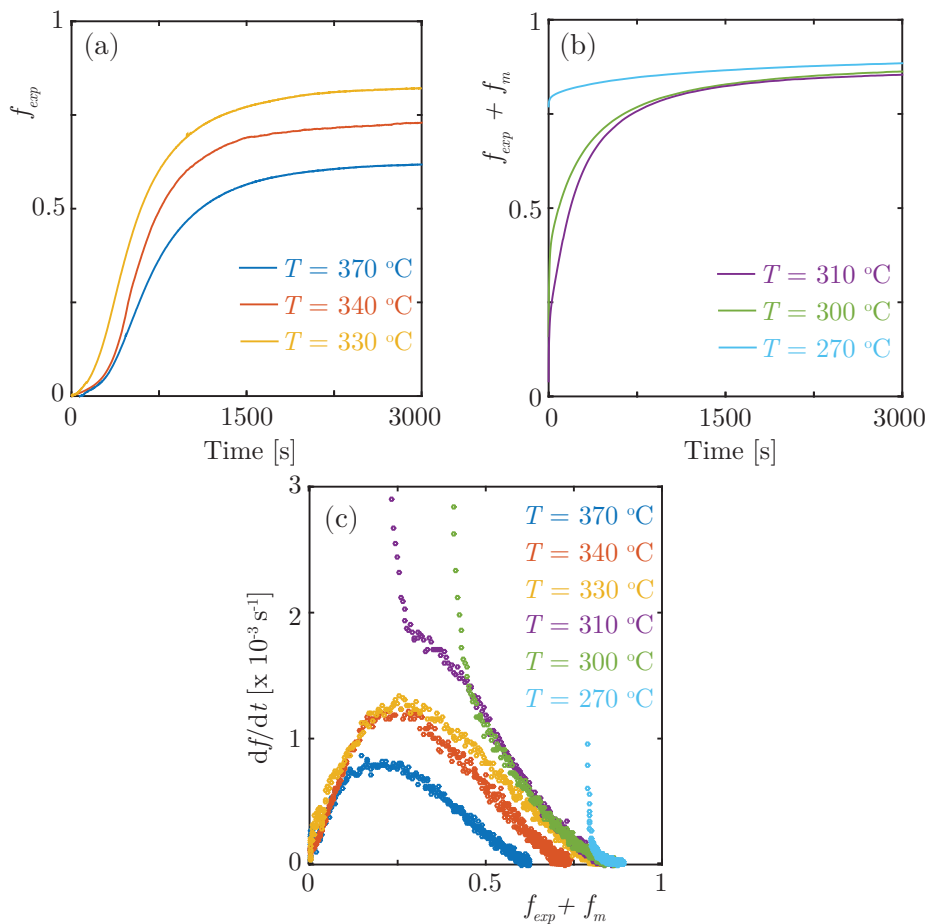 (a)
f_exp
1
0.5
0
0 1500 3000
Time [s]
T = 370 °C
T = 340 °C
T = 330 °C
(b)
f_exp + f_m
1
0.5
0
0 1500 3000
Time [s]
T = 310 °C
T = 300 °C
T = 270 °C
(c)
df/dt [x 10⁻³ s⁻¹]
3
2
1
0
0 0.5 1
f_exp + f_m
T = 370 °C
T = 340 °C
T = 330 °C
T = 310 °C
T = 300 °C
T = 270 °C